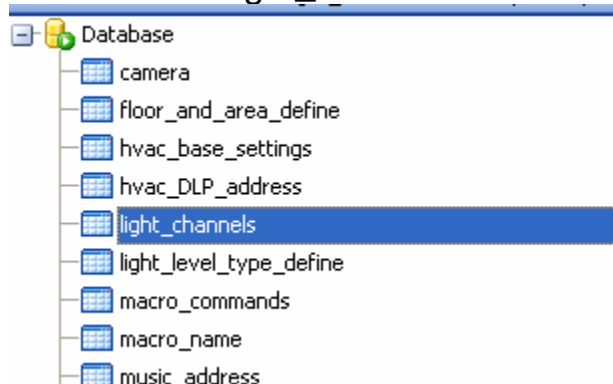 Database
camera
floor_and_area_define
hvac_base_settings
hvac_DLP_address
light_channels
light_level_type_define
macro_commands
macro_name
music_address